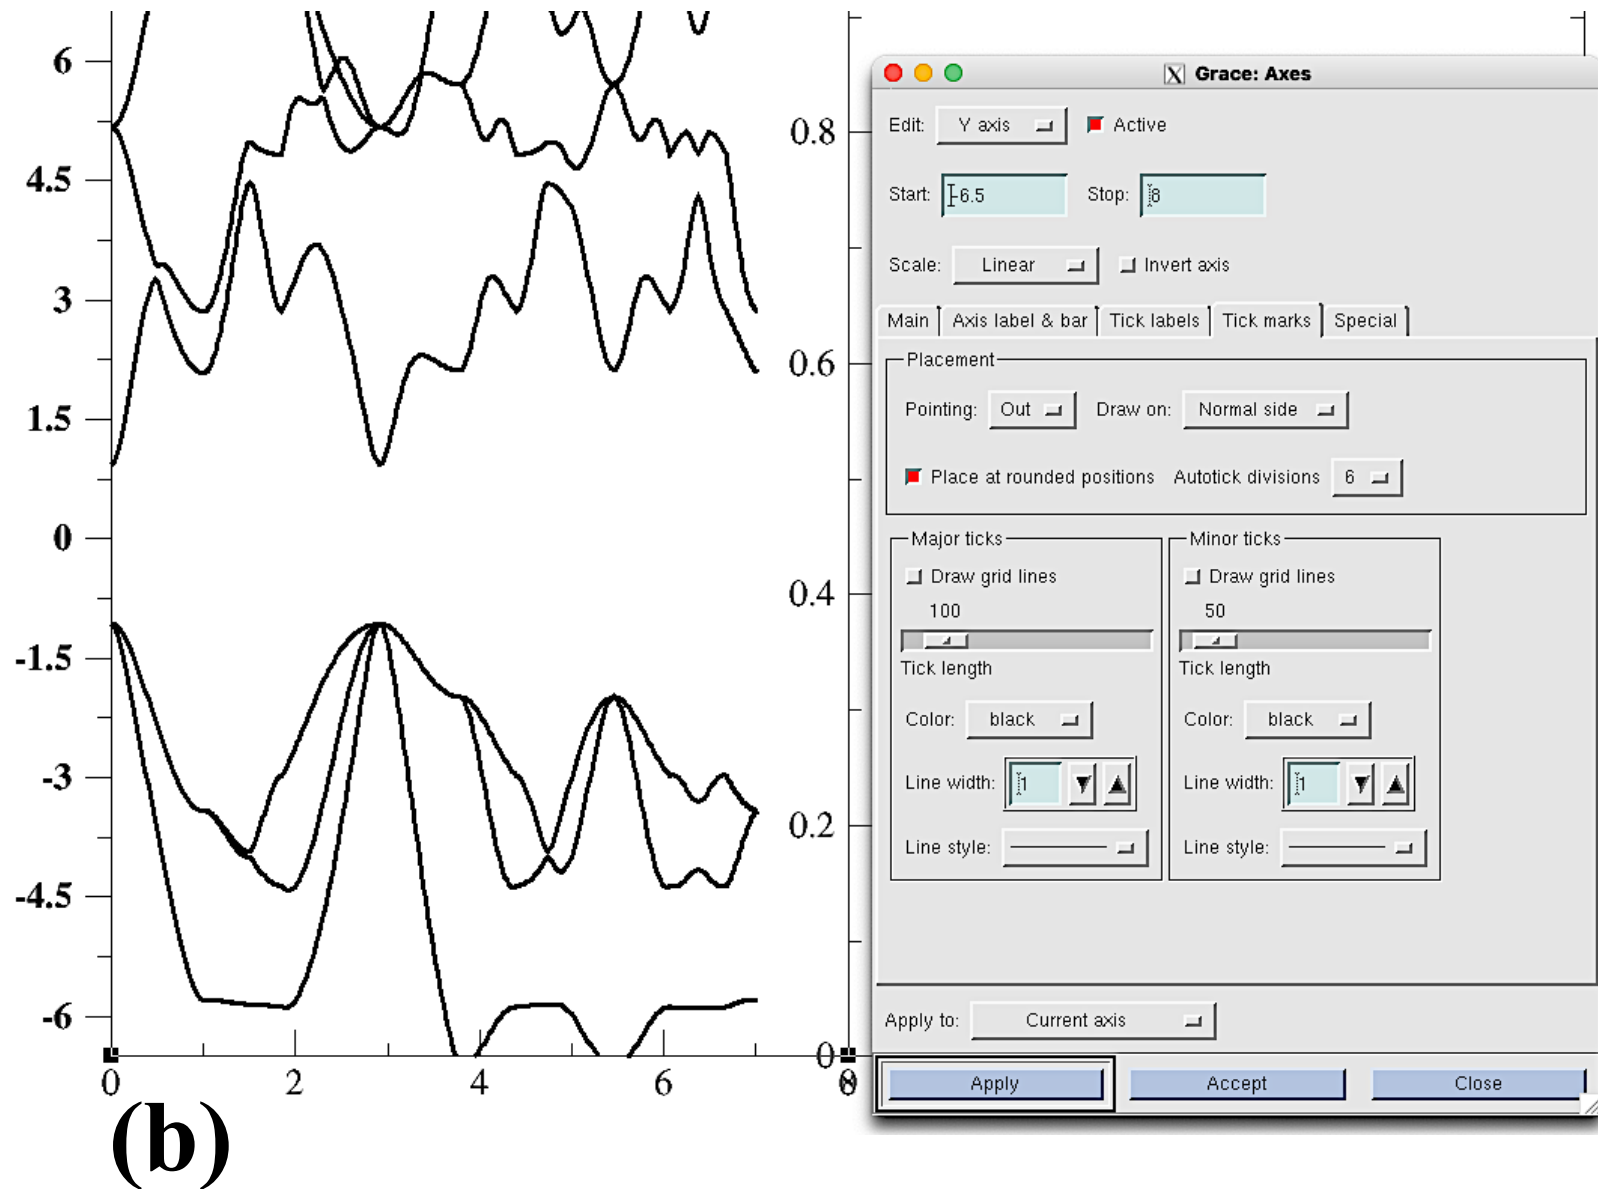 6
4.5
3
1.5
0
-1.5
-3
-4.5
-6
0 2 4 6
(b)
0.8
0.6
0.4
0.2
0
X Grace: Axes
Edit: Y axis Active
Start: -6.5 Stop: 8
Scale: Linear Invert axis
Main Axis label & bar Tick labels Tick marks Special
Placement
Pointing: Out Draw on: Normal side
Place at rounded positions Autotick divisions 6
Major ticks Minor ticks
Draw grid lines Draw grid lines
100 50
Tick length Tick length
Color: black Color: black
Line width: 1 Line width: 1
Line style: Line style:
Apply to: Current axis
Apply Accept Close